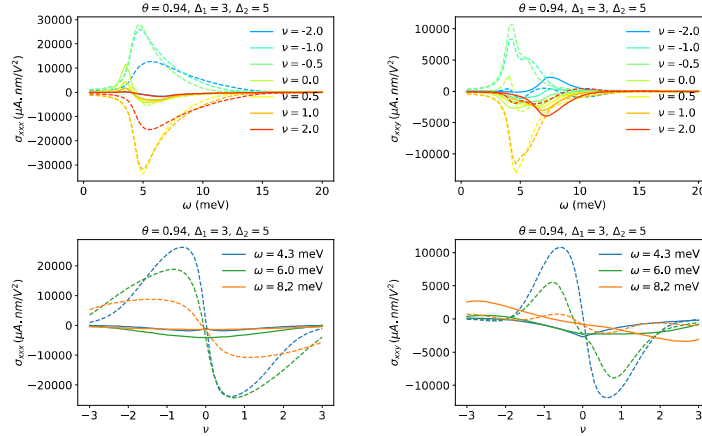 θ = 0.94, Δ₁ = 3, Δ₂ = 5
σₓₓₓ (μA. nm/V²)
30000
20000
10000
0
−10000
−20000
−30000
ν = -2.0
ν = -1.0
ν = -0.5
ν = 0.0
ν = 0.5
ν = 1.0
ν = 2.0
0 5 10 15 20
ω (meV)
θ = 0.94, Δ₁ = 3, Δ₂ = 5
σₓₓᵧ (μA. nm/V²)
10000
5000
0
−5000
−10000
ν = -2.0
ν = -1.0
ν = -0.5
ν = 0.0
ν = 0.5
ν = 1.0
ν = 2.0
0 5 10 15 20
ω (meV)
θ = 0.94, Δ₁ = 3, Δ₂ = 5
σₓₓₓ (μA. nm/V²)
20000
10000
0
−10000
−20000
ω = 4.3 meV
ω = 6.0 meV
ω = 8.2 meV
−3 −2 −1 0 1 2 3
ν
θ = 0.94, Δ₁ = 3, Δ₂ = 5
σₓₓᵧ (μA. nm/V²)
10000
5000
0
−5000
−10000
ω = 4.3 meV
ω = 6.0 meV
ω = 8.2 meV
−3 −2 −1 0 1 2 3
ν